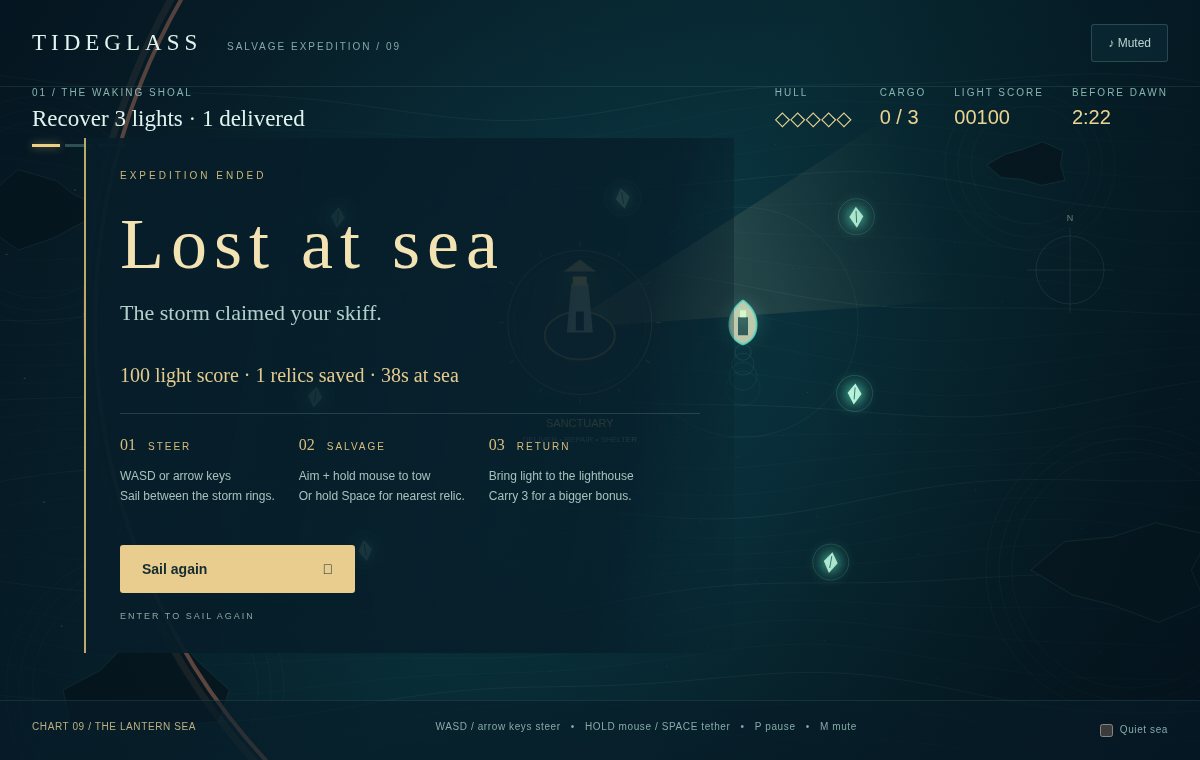 TIDEGLASS
SALVAGE EXPEDITION / 09
♪ Muted
01 / THE WAKING SHOAL
Recover 3 lights · 1 delivered
HULL
◇◇◇◇◇
CARGO
0 / 3
LIGHT SCORE
00100
BEFORE DAWN
2:22
EXPEDITION ENDED
Lost at sea
The storm claimed your skiff.
100 light score · 1 relics saved · 38s at sea
SANCTUARY
REPAIR • SHELTER
01 STEER
WASD or arrow keys
Sail between the storm rings.
02 SALVAGE
Aim + hold mouse to tow
Or hold Space for nearest relic.
03 RETURN
Bring light to the lighthouse
Carry 3 for a bigger bonus.
Sail again
ENTER TO SAIL AGAIN
N
CHART 09 / THE LANTERN SEA
WASD / arrow keys steer • HOLD mouse / SPACE tether • P pause • M mute
Quiet sea